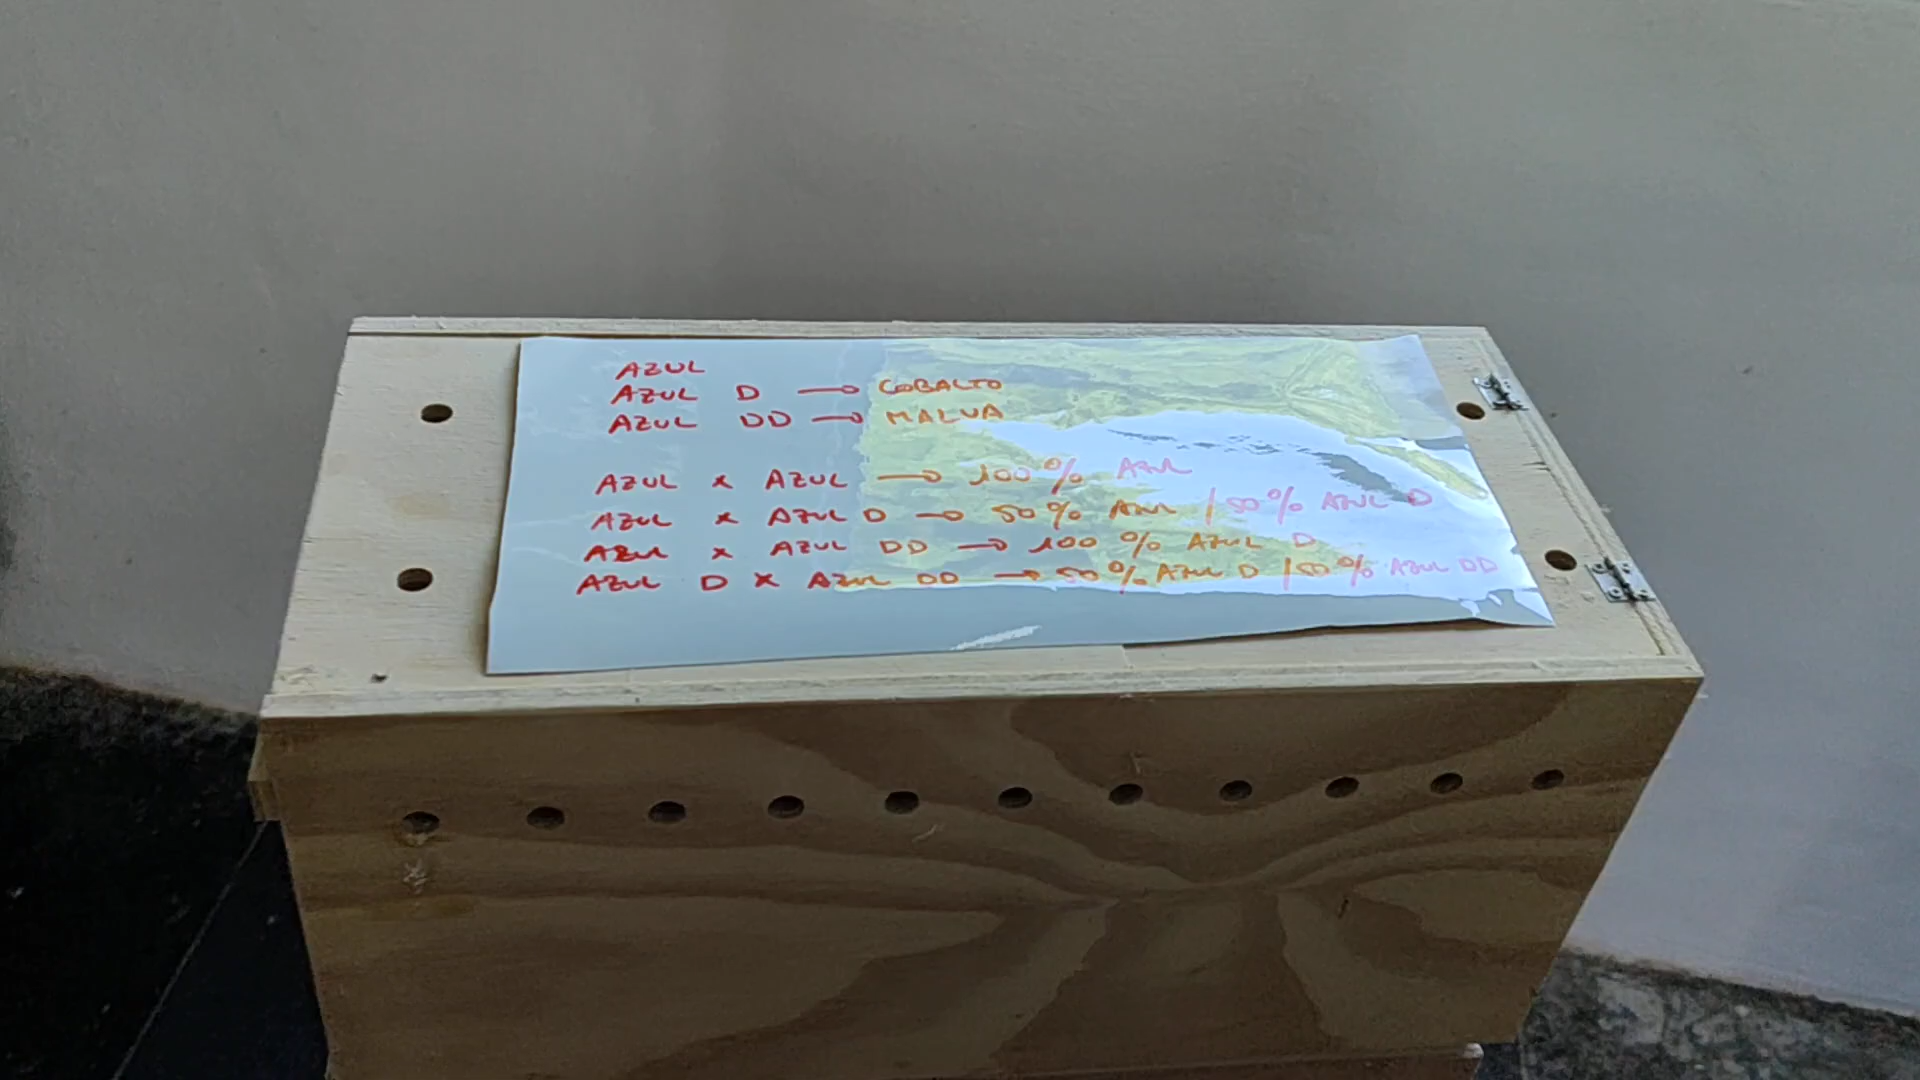 AZUL
AZUL D → COBALTO
AZUL DD → MALVA
AZUL x AZUL → 100% AZUL
AZUL x AZUL D → 50% AZUL / 50% AZUL D
AZUL x AZUL DD → 100% AZUL D
AZUL D x AZUL DD → 50% AZUL D / 50% AZUL DD